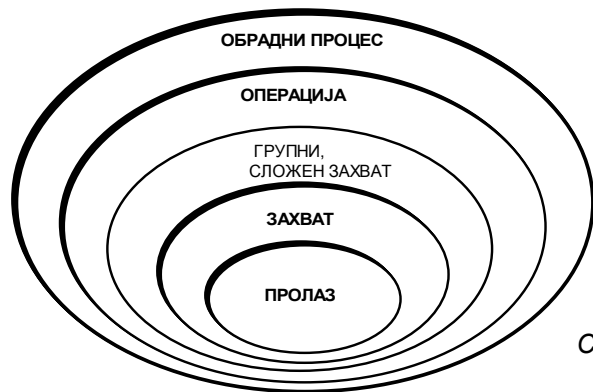 ОБРАДНИ ПРОЦЕС
ОПЕРАЦИЈА
ГРУПНИ,
СЛОЖЕН ЗАХВАТ
ЗАХВАТ
ПРОЛАЗ
С